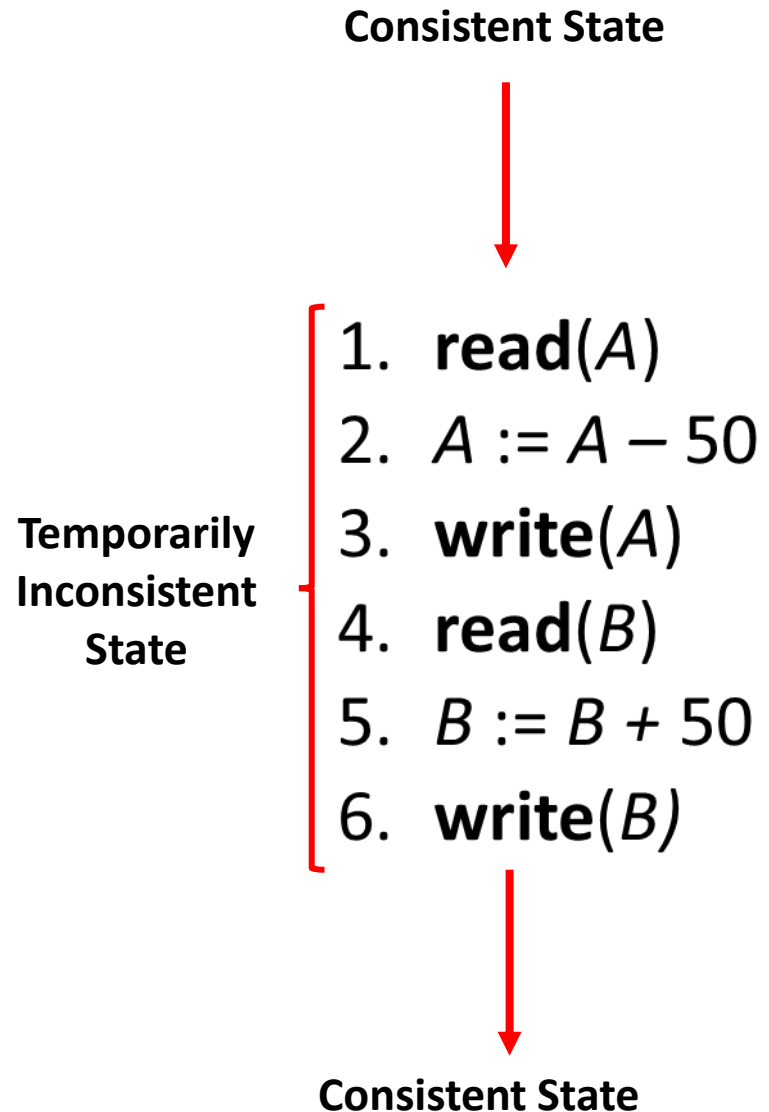 Consistent State
1. read(A)
2. A := A – 50
3. write(A)
4. read(B)
5. B := B + 50
6. write(B)
Temporarily
Inconsistent
State
Consistent State